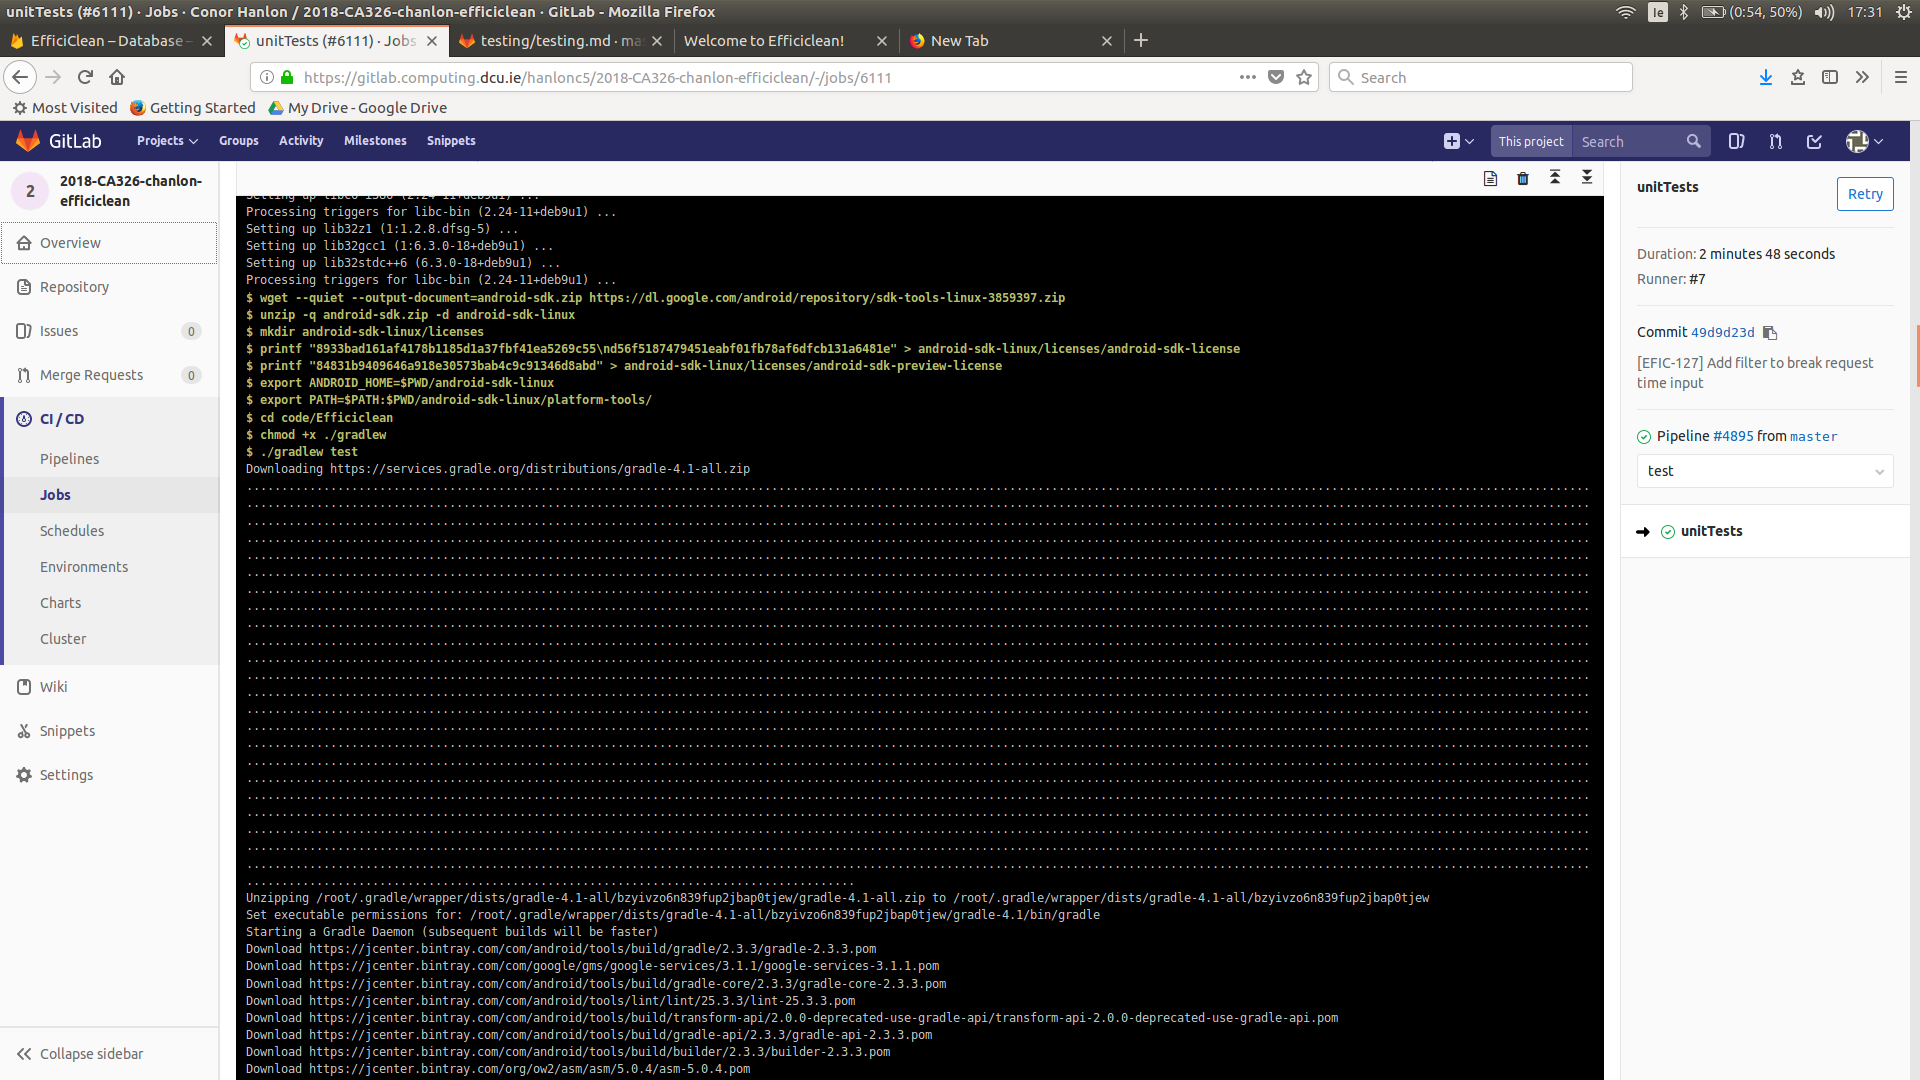 unitTests (#6111) · Jobs · Conor Hanlon / 2018-CA326-chanlon-efficiclean · GitLab - Mozilla Firefox
Ie
(0:54, 50%)
17:31
EfficiClean – Database –
unitTests (#6111) · Jobs
testing/testing.md · ma
Welcome to Efficiclean!
New Tab
https://gitlab.computing.dcu.ie/hanlonc5/2018-CA326-chanlon-efficiclean/-/jobs/6111
Search
Most Visited
Getting Started
My Drive - Google Drive
GitLab
Projects
Groups
Activity
Milestones
Snippets
This project
Search
2
2018-CA326-chanlon-
efficiclean
Overview
Repository
Issues
0
Merge Requests
0
CI / CD
Pipelines
Jobs
Schedules
Environments
Charts
Cluster
Wiki
Snippets
Settings
Collapse sidebar
Processing triggers for libc-bin (2.24-11+deb9u1) ...
Setting up lib32z1 (1:1.2.8.dfsg-5) ...
Setting up lib32gcc1 (1:6.3.0-18+deb9u1) ...
Setting up lib32stdc++6 (6.3.0-18+deb9u1) ...
Processing triggers for libc-bin (2.24-11+deb9u1) ...
$ wget --quiet --output-document=android-sdk.zip https://dl.google.com/android/repository/sdk-tools-linux-3859397.zip
$ unzip -q android-sdk.zip -d android-sdk-linux
$ mkdir android-sdk-linux/licenses
$ printf "8933bad161af4178b1185d1a37fbf41ea5269c55\nd56f5187479451eabf01fb78af6dfcb131a6481e" > android-sdk-linux/licenses/android-sdk-license
$ printf "84831b9409646a918e30573bab4c9c91346d8abd" > android-sdk-linux/licenses/android-sdk-preview-license
$ export ANDROID_HOME=$PWD/android-sdk-linux
$ export PATH=$PATH:$PWD/android-sdk-linux/platform-tools/
$ cd code/Efficiclean
$ chmod +x ./gradlew
$ ./gradlew test
Downloading https://services.gradle.org/distributions/gradle-4.1-all.zip
Unzipping /root/.gradle/wrapper/dists/gradle-4.1-all/bzyivzo6n839fup2jbap0tjew/gradle-4.1-all.zip to /root/.gradle/wrapper/dists/gradle-4.1-all/bzyivzo6n839fup2jbap0tjew
Set executable permissions for: /root/.gradle/wrapper/dists/gradle-4.1-all/bzyivzo6n839fup2jbap0tjew/gradle-4.1/bin/gradle
Starting a Gradle Daemon (subsequent builds will be faster)
Download https://jcenter.bintray.com/com/android/tools/build/gradle/2.3.3/gradle-2.3.3.pom
Download https://jcenter.bintray.com/com/google/gms/google-services/3.1.1/google-services-3.1.1.pom
Download https://jcenter.bintray.com/com/android/tools/build/gradle-core/2.3.3/gradle-core-2.3.3.pom
Download https://jcenter.bintray.com/com/android/tools/lint/lint/25.3.3/lint-25.3.3.pom
Download https://jcenter.bintray.com/com/android/tools/build/transform-api/2.0.0-deprecated-use-gradle-api/transform-api-2.0.0-deprecated-use-gradle-api.pom
Download https://jcenter.bintray.com/com/android/tools/build/gradle-api/2.3.3/gradle-api-2.3.3.pom
Download https://jcenter.bintray.com/com/android/tools/build/builder/2.3.3/builder-2.3.3.pom
Download https://jcenter.bintray.com/org/ow2/asm/asm/5.0.4/asm-5.0.4.pom
unitTests
Retry
Duration: 2 minutes 48 seconds
Runner: #7
Commit 49d9d23d
[EFIC-127] Add filter to break request
time input
Pipeline #4895 from master
test
unitTests